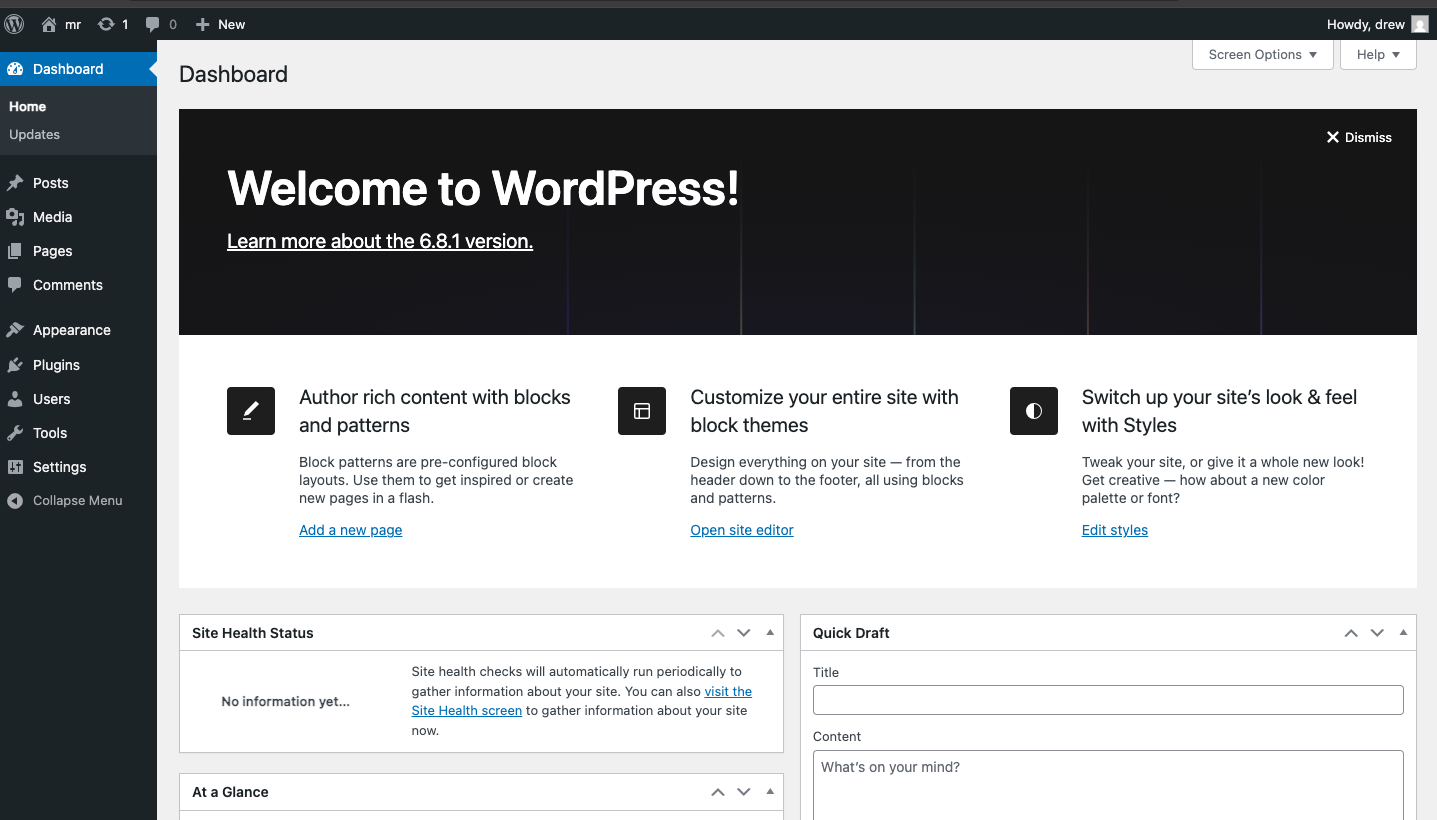 mr 1 0 New Howdy, drew
Screen Options Help
Dashboard
Home
Updates
Posts
Media
Pages
Comments
Appearance
Plugins
Users
Tools
Settings
Collapse Menu
Dashboard
Dismiss
Welcome to WordPress!
Learn more about the 6.8.1 version.
Author rich content with blocks
and patterns
Block patterns are pre-configured block
layouts. Use them to get inspired or create
new pages in a flash.
Add a new page
Customize your entire site with
block themes
Design everything on your site — from the
header down to the footer, all using blocks
and patterns.
Open site editor
Switch up your site’s look & feel
with Styles
Tweak your site, or give it a whole new look!
Get creative — how about a new color
palette or font?
Edit styles
Site Health Status
No information yet...
Site health checks will automatically run periodically to
gather information about your site. You can also visit the
Site Health screen to gather information about your site
now.
At a Glance
Quick Draft
Title
Content
What’s on your mind?